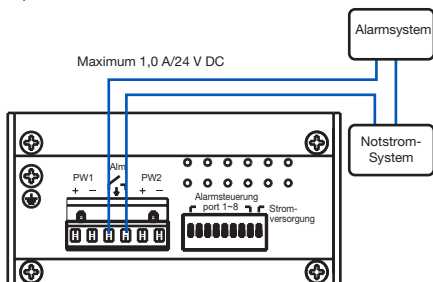 Alarmsystem
Maximum 1,0 A/24 V DC
Notstrom-
System
Alm
PW1
PW2
+ − + −
Alarmsteuerung
port 1~8
Strom-
versorgung